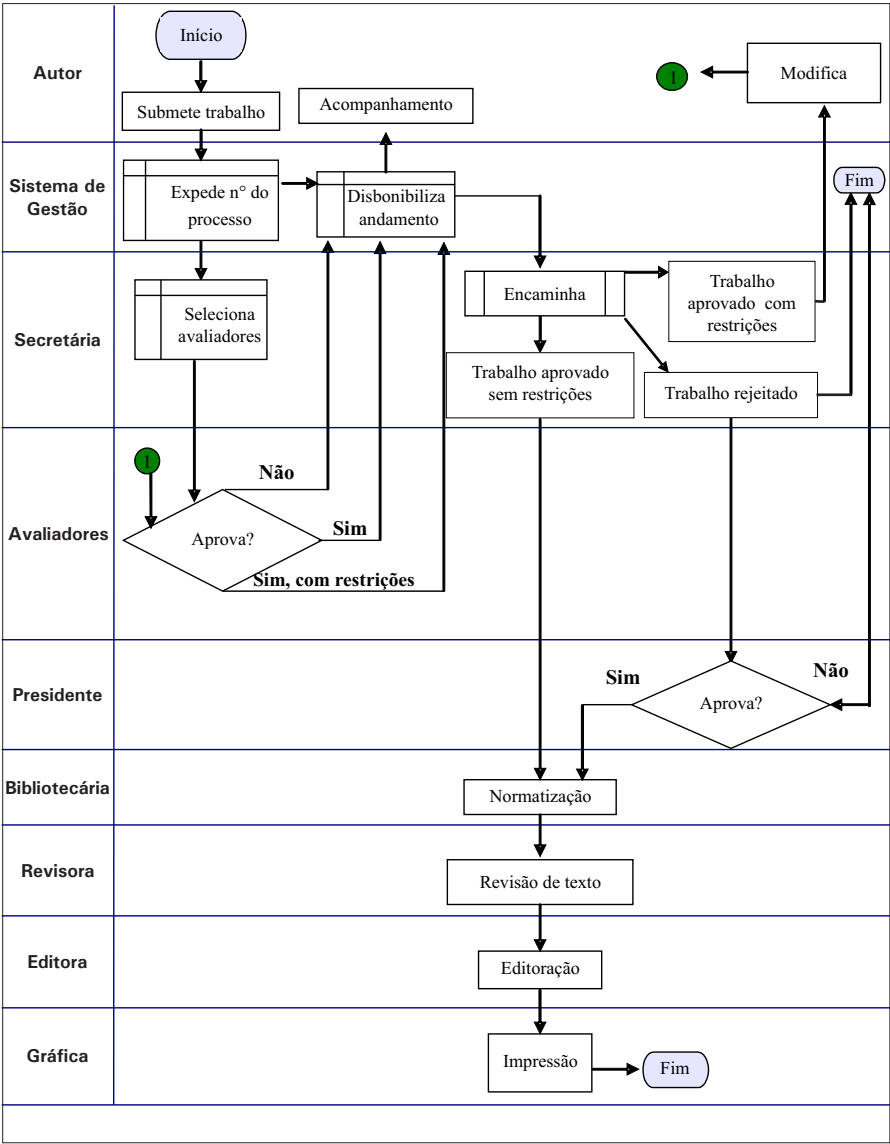 Autor
Início
Submete trabalho
Acompanhamento
1
Modifica
Sistema de
Gestão
Expede n° do
processo
Disbonibiliza
andamento
Fim
Secretária
Seleciona
avaliadores
Encaminha
Trabalho
aprovado com
restrições
Trabalho aprovado
sem restrições
Trabalho rejeitado
Avaliadores
1
Aprova?
Não
Sim
Sim, com restrições
Presidente
Sim
Aprova?
Não
Bibliotecária
Normatização
Revisora
Revisão de texto
Editora
Editoração
Gráfica
Impressão
Fim